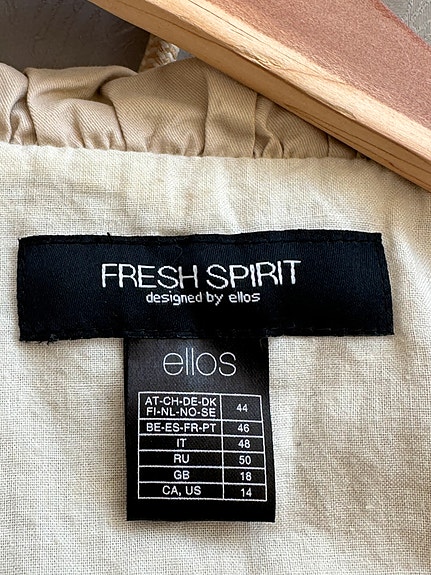 FRESH SPIRIT
designed by ellos
ellos
AT-CH-DE-DK
FI-NL-NO-SE 44
BE-ES-FR-PT 46
IT 48
RU 50
GB 18
CA, US 14